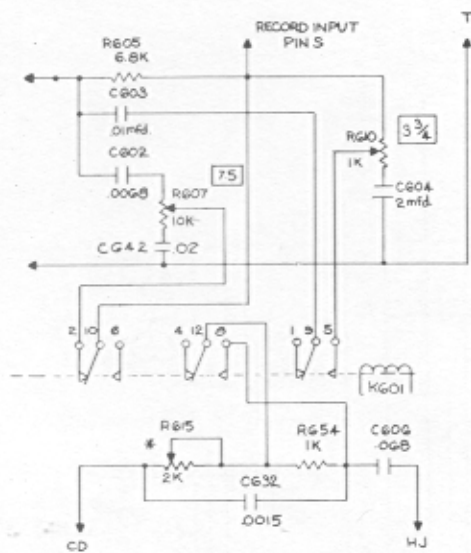 T
RECORD INPUT
PINS
R605
6.8K
C603
.01mfd.
C602
.0068
R607
10K
7.5
C642 .02
R610
1K
3 3/4
C604
2mfd.
2 10 6
4 12 8
1 9 5
K601
*
R615
2K
R654
1K
C606
.068
C632
.0015
CD
HJ